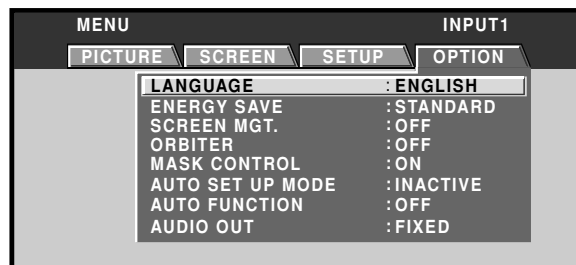 MENU INPUT1
PICTURE SCREEN SETUP OPTION
LANGUAGE :ENGLISH
ENERGY SAVE :STANDARD
SCREEN MGT. :OFF
ORBITER :OFF
MASK CONTROL :ON
AUTO SET UP MODE :INACTIVE
AUTO FUNCTION :OFF
AUDIO OUT :FIXED